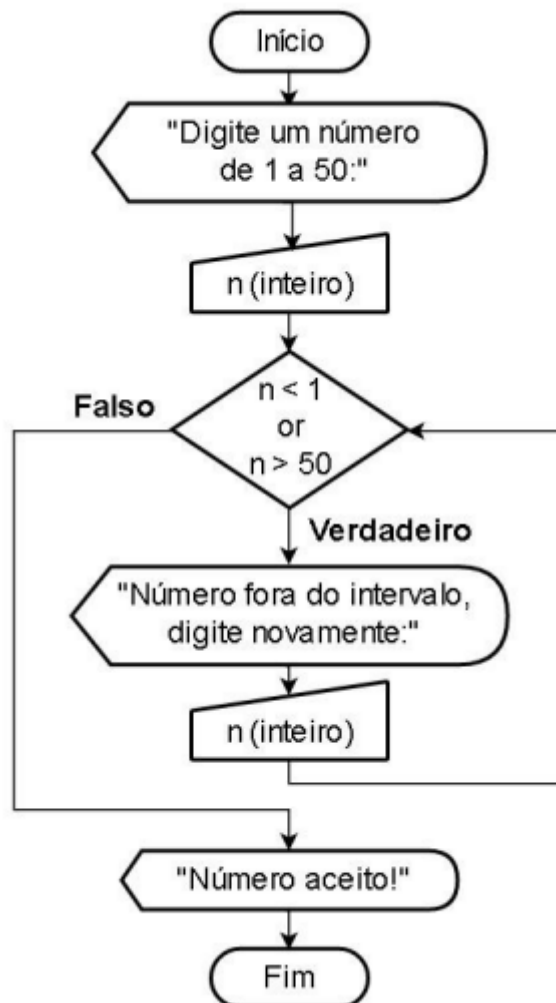 Início
"Digite um número
de 1 a 50:"
n (inteiro)
n < 1
or
n > 50
Falso
Verdadeiro
"Número fora do intervalo,
digite novamente:"
n (inteiro)
"Número aceito!"
Fim